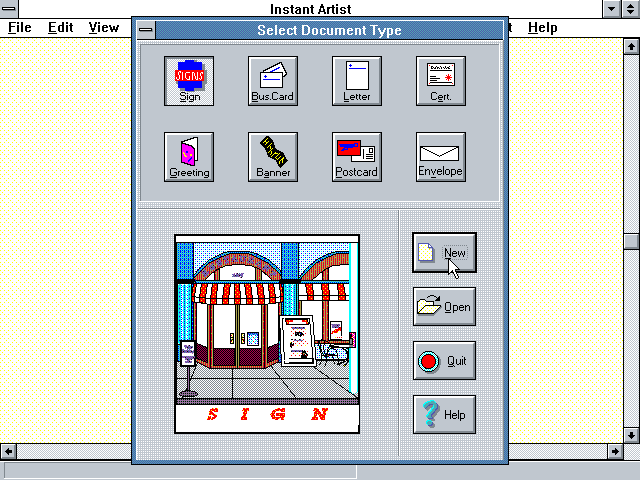 Instant Artist
File Edit View
t Help
Select Document Type
SIGNS
Sign
Bus.Card
Letter
Cert.
Greeting
Banner
Postcard
Envelope
New
Open
Quit
Help
S I G N